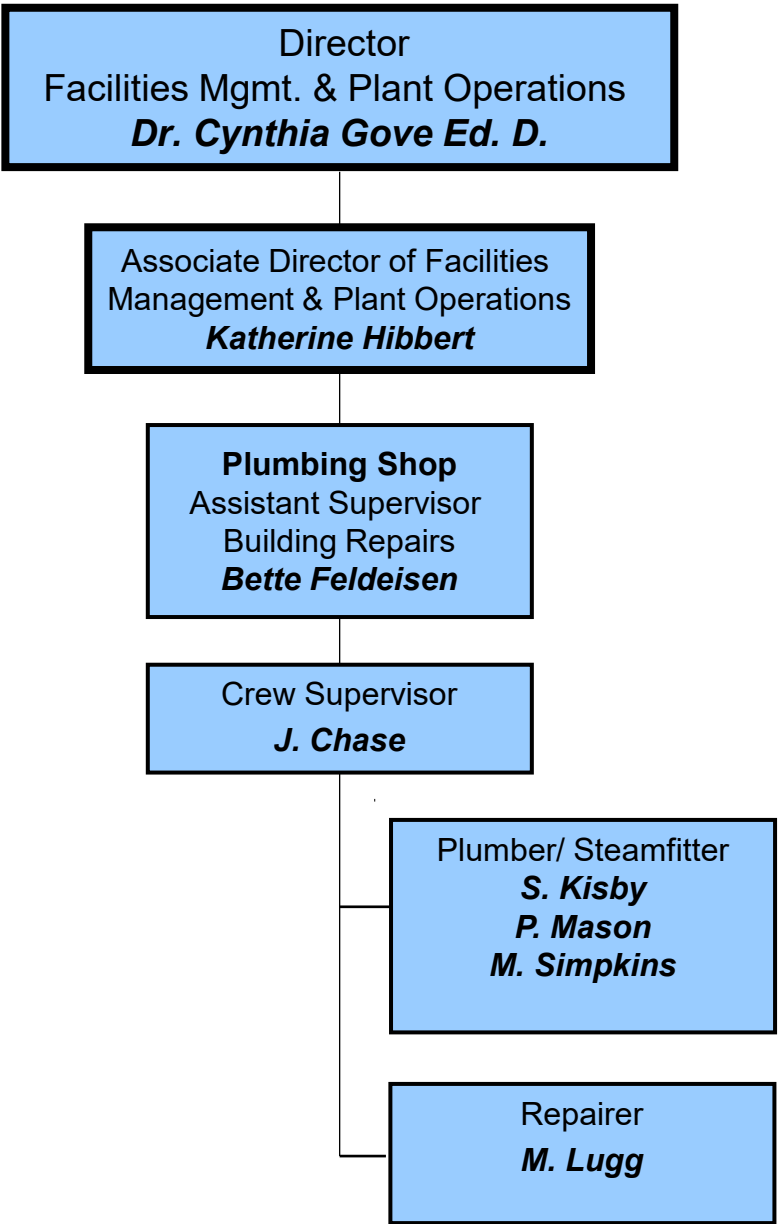 Director
Facilities Mgmt. & Plant Operations
Dr. Cynthia Gove Ed. D.
Associate Director of Facilities
Management & Plant Operations
Katherine Hibbert
Plumbing Shop
Assistant Supervisor
Building Repairs
Bette Feldeisen
Crew Supervisor
J. Chase
Plumber/ Steamfitter
S. Kisby
P. Mason
M. Simpkins
Repairer
M. Lugg